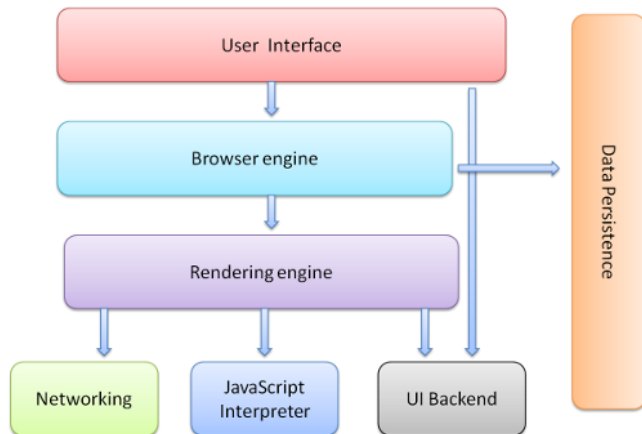 User Interface
Browser engine
Data Persistence
Rendering engine
Networking
JavaScript
Interpreter
UI Backend